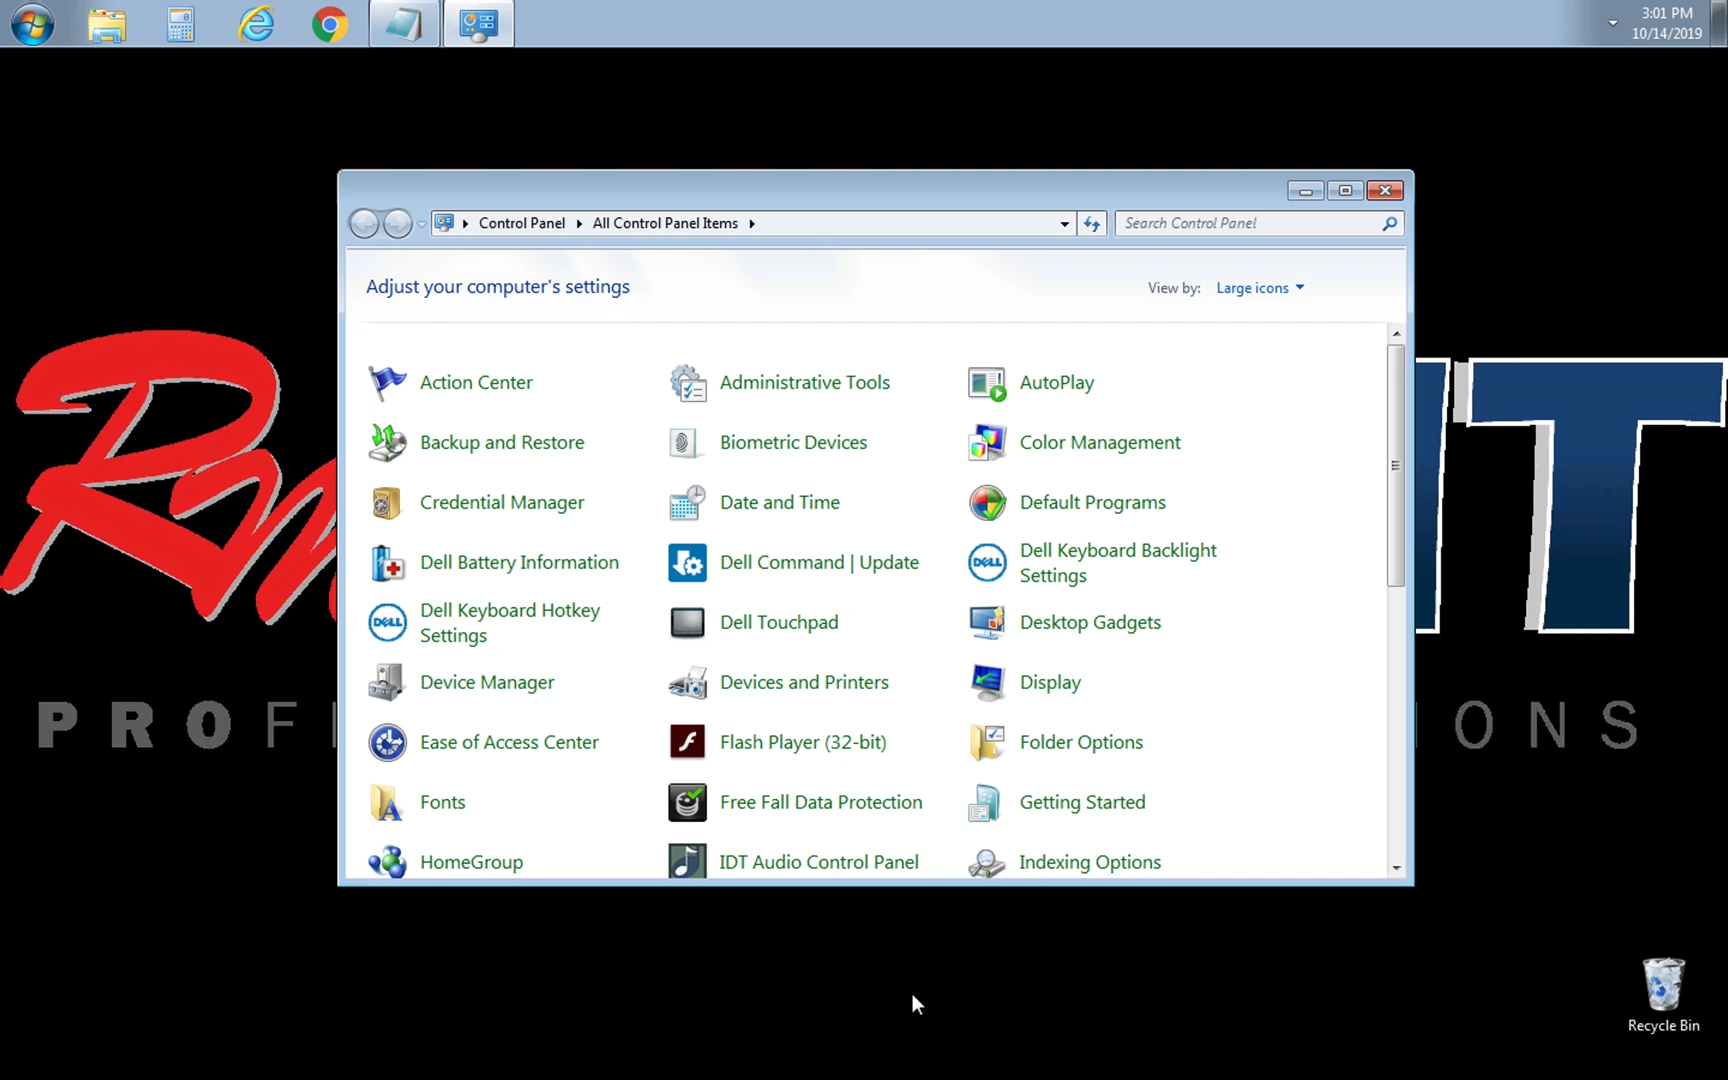 3:01 PM
10/14/2019
Control Panel
All Control Panel Items
Search Control Panel
Adjust your computer's settings
View by: Large icons
Action Center
Administrative Tools
AutoPlay
Backup and Restore
Biometric Devices
Color Management
Credential Manager
Date and Time
Default Programs
Dell Battery Information
Dell Command | Update
Dell Keyboard Backlight
Settings
Dell Keyboard Hotkey
Settings
Dell Touchpad
Desktop Gadgets
Device Manager
Devices and Printers
Display
Ease of Access Center
Flash Player (32-bit)
Folder Options
Fonts
Free Fall Data Protection
Getting Started
HomeGroup
IDT Audio Control Panel
Indexing Options
DELL
DELL
PROF
IONS
Recycle Bin